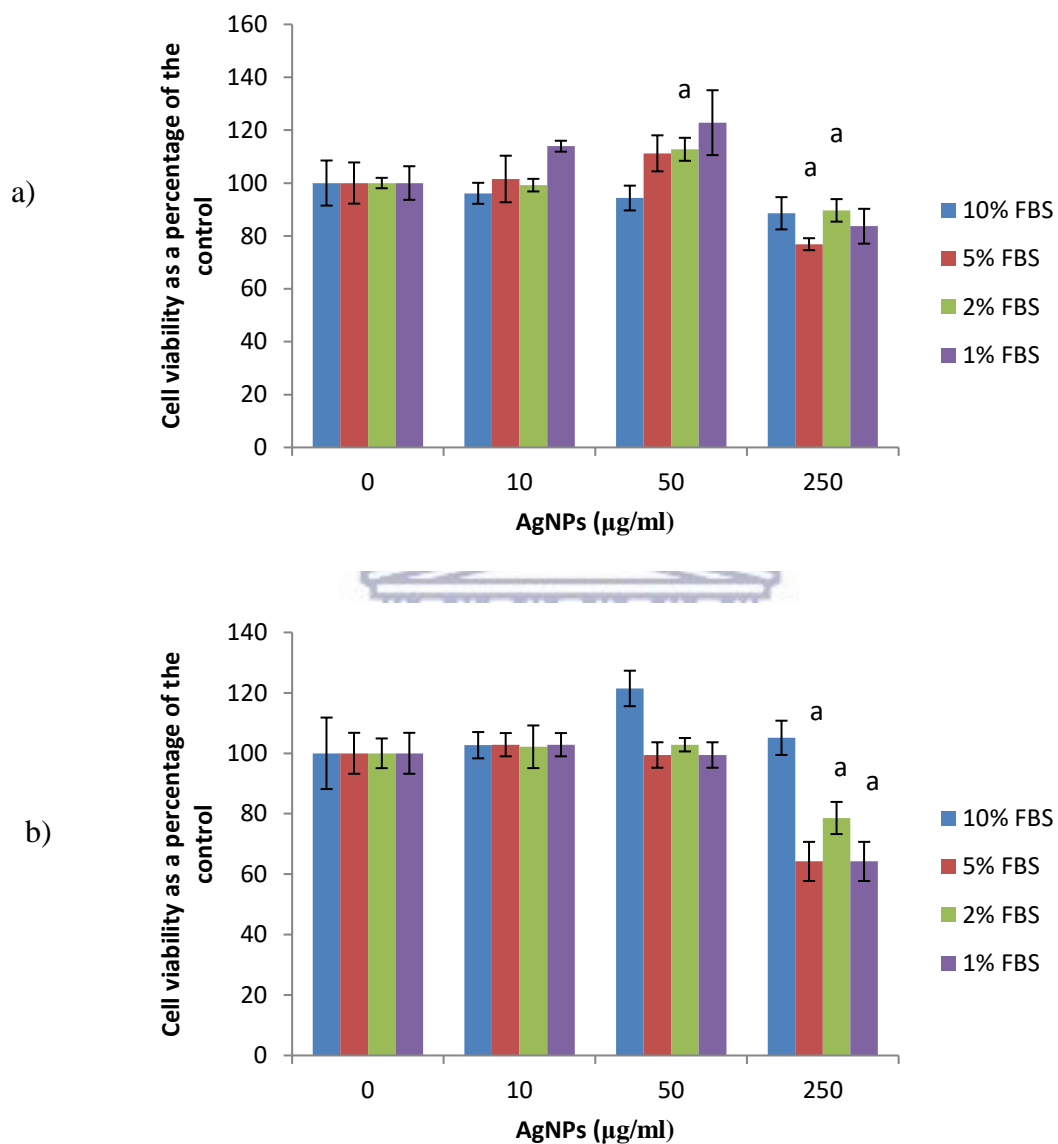 a)
Cell viability as a percentage of the
control
160
140
120
100
80
60
40
20
0
a
a
a
0 10 50 250
AgNPs (µg/ml)
10% FBS
5% FBS
2% FBS
1% FBS
b)
Cell viability as a percentage of the
control
140
120
100
80
60
40
20
0
a
a
a
0 10 50 250
AgNPs (µg/ml)
10% FBS
5% FBS
2% FBS
1% FBS